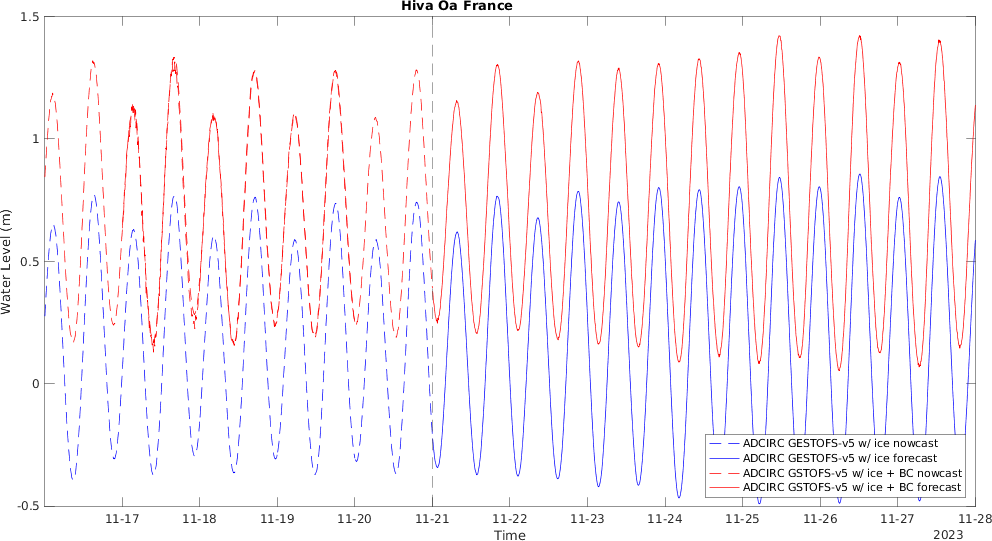 Hiva Oa France
Water Level (m)
1.5
1
0.5
0
-0.5
ADCIRC GESTOFS-v5 w/ ice nowcast
ADCIRC GESTOFS-v5 w/ ice forecast
ADCIRC GSTOFS-v5 w/ ice + BC nowcast
ADCIRC GSTOFS-v5 w/ ice + BC forecast
11-17 11-18 11-19 11-20 11-21 11-22 11-23 11-24 11-25 11-26 11-27 11-28
Time
2023